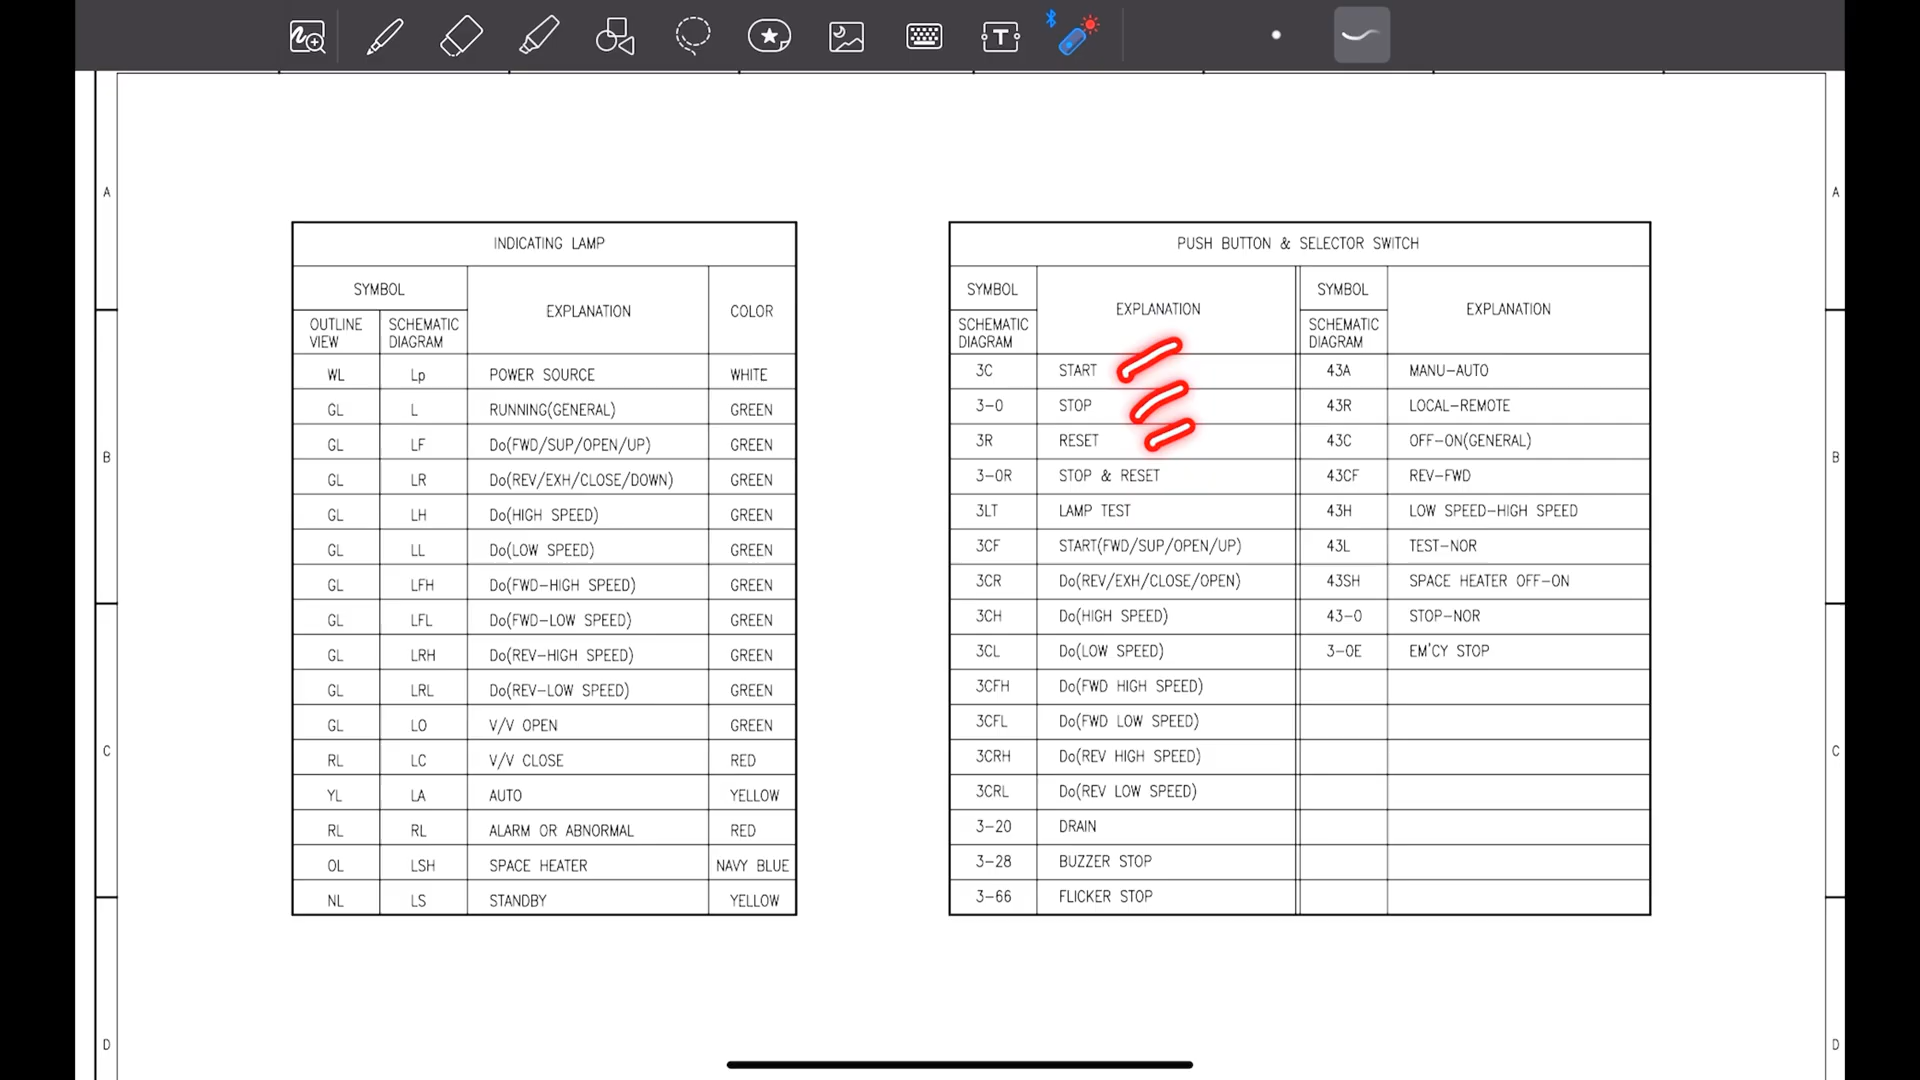 T
A
A
INDICATING LAMP
SYMBOL
EXPLANATION
COLOR
OUTLINE VIEW
SCHEMATIC DIAGRAM
WL Lp POWER SOURCE WHITE
GL L RUNNING(GENERAL) GREEN
GL LF Do(FWD/SUP/OPEN/UP) GREEN
GL LR Do(REV/EXH/CLOSE/DOWN) GREEN
GL LH Do(HIGH SPEED) GREEN
GL LL Do(LOW SPEED) GREEN
GL LFH Do(FWD-HIGH SPEED) GREEN
GL LFL Do(FWD-LOW SPEED) GREEN
GL LRH Do(REV-HIGH SPEED) GREEN
GL LRL Do(REV-LOW SPEED) GREEN
GL LO V/V OPEN GREEN
RL LC V/V CLOSE RED
YL LA AUTO YELLOW
RL RL ALARM OR ABNORMAL RED
OL LSH SPACE HEATER NAVY BLUE
NL LS STANDBY YELLOW
PUSH BUTTON & SELECTOR SWITCH
SYMBOL
EXPLANATION
SYMBOL
EXPLANATION
SCHEMATIC DIAGRAM
SCHEMATIC DIAGRAM
3C START 43A MANU-AUTO
3-0 STOP 43R LOCAL-REMOTE
3R RESET 43C OFF-ON(GENERAL)
3-0R STOP & RESET 43CF REV-FWD
3LT LAMP TEST 43H LOW SPEED-HIGH SPEED
3CF START(FWD/SUP/OPEN/UP) 43L TEST-NOR
3CR Do(REV/EXH/CLOSE/OPEN) 43SH SPACE HEATER OFF-ON
3CH Do(HIGH SPEED) 43-0 STOP-NOR
3CL Do(LOW SPEED) 3-0E EM'CY STOP
3CFH Do(FWD HIGH SPEED)
3CFL Do(FWD LOW SPEED)
3CRH Do(REV HIGH SPEED)
3CRL Do(REV LOW SPEED)
3-20 DRAIN
3-28 BUZZER STOP
3-66 FLICKER STOP
B
B
C
C
D
D